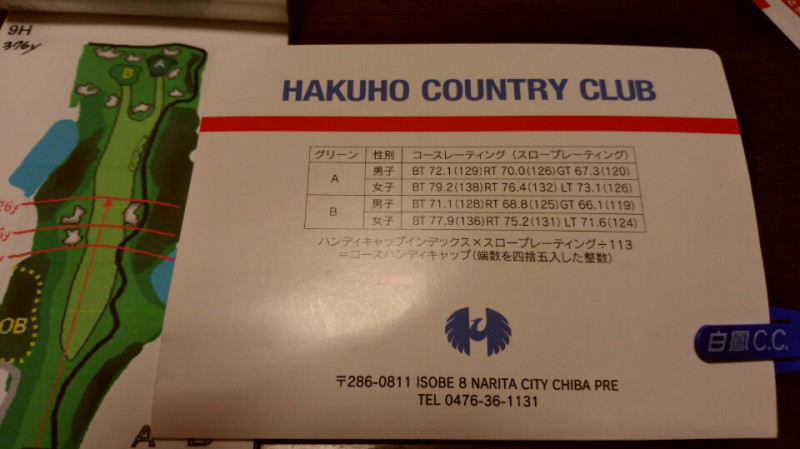 9H
376y
B
A
OB
A
HAKUHO COUNTRY CLUB
グリーン 性別 コースレーティング (スロープレーティング)
A 男子 BT 72.1(129)RT 70.0(126)GT 67.3(120)
女子 BT 79.2(138)RT 76.4(132) LT 73.1(126)
B 男子 BT 71.1(128)RT 68.8(125)GT 66.1(119)
女子 BT 77.9(136)RT 75.2(131) LT 71.6(124)
ハンディキャップインデックス×スロープレーティング÷113
=コースハンディキャップ(端数を四捨五入した整数)
白鳳C.C.
〒286-0811 ISOBE 8 NARITA CITY CHIBA PRE
TEL 0476-36-1131